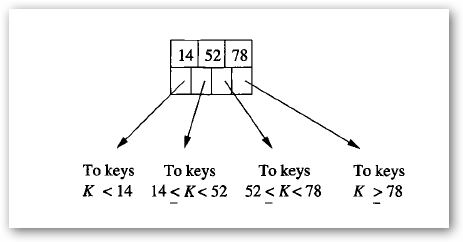 14 52 78
To keys To keys To keys To keys
K < 14 14 ≤ K < 52 52 ≤ K < 78 K ≥ 78